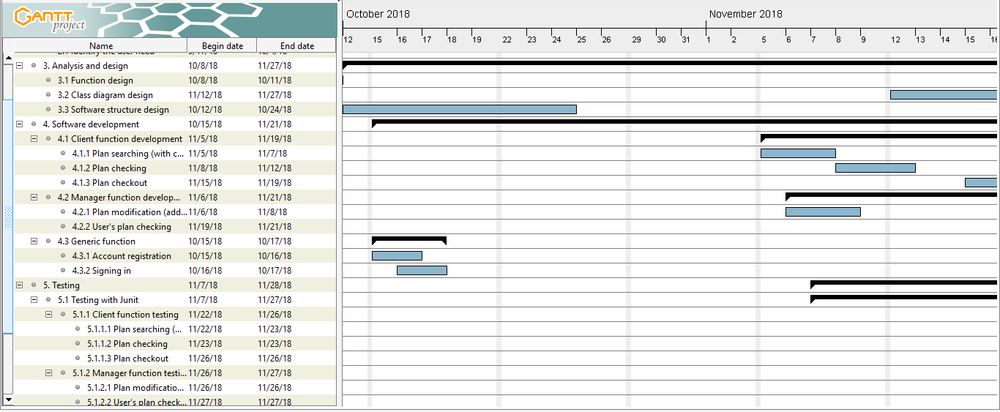 GANTT
project
October 2018
November 2018
12 15 16 17 18 19 22 23 24 25 26 29 30 31 1 2 5 6 7 8 9 12 13 14 15 16
Name Begin date End date
3. Analysis and design 10/8/18 11/27/18
3.1 Function design 10/8/18 10/11/18
3.2 Class diagram design 11/12/18 11/27/18
3.3 Software structure design 10/12/18 10/24/18
4. Software development 10/15/18 11/21/18
4.1 Client function development 11/5/18 11/19/18
4.1.1 Plan searching (with c... 11/5/18 11/7/18
4.1.2 Plan checking 11/8/18 11/12/18
4.1.3 Plan checkout 11/15/18 11/19/18
4.2 Manager function develop... 11/6/18 11/21/18
4.2.1 Plan modification (add... 11/6/18 11/8/18
4.2.2 User's plan checking 11/19/18 11/21/18
4.3 Generic function 10/15/18 10/17/18
4.3.1 Account registration 10/15/18 10/16/18
4.3.2 Signing in 10/16/18 10/17/18
5. Testing 11/7/18 11/28/18
5.1 Testing with Junit 11/7/18 11/27/18
5.1.1 Client function testing 11/22/18 11/26/18
5.1.1.1 Plan searching (... 11/22/18 11/23/18
5.1.1.2 Plan checking 11/23/18 11/23/18
5.1.1.3 Plan checkout 11/26/18 11/26/18
5.1.2 Manager function testi... 11/26/18 11/27/18
5.1.2.1 Plan modificatio... 11/26/18 11/26/18
5.1.2.2 User's plan check... 11/27/18 11/27/18